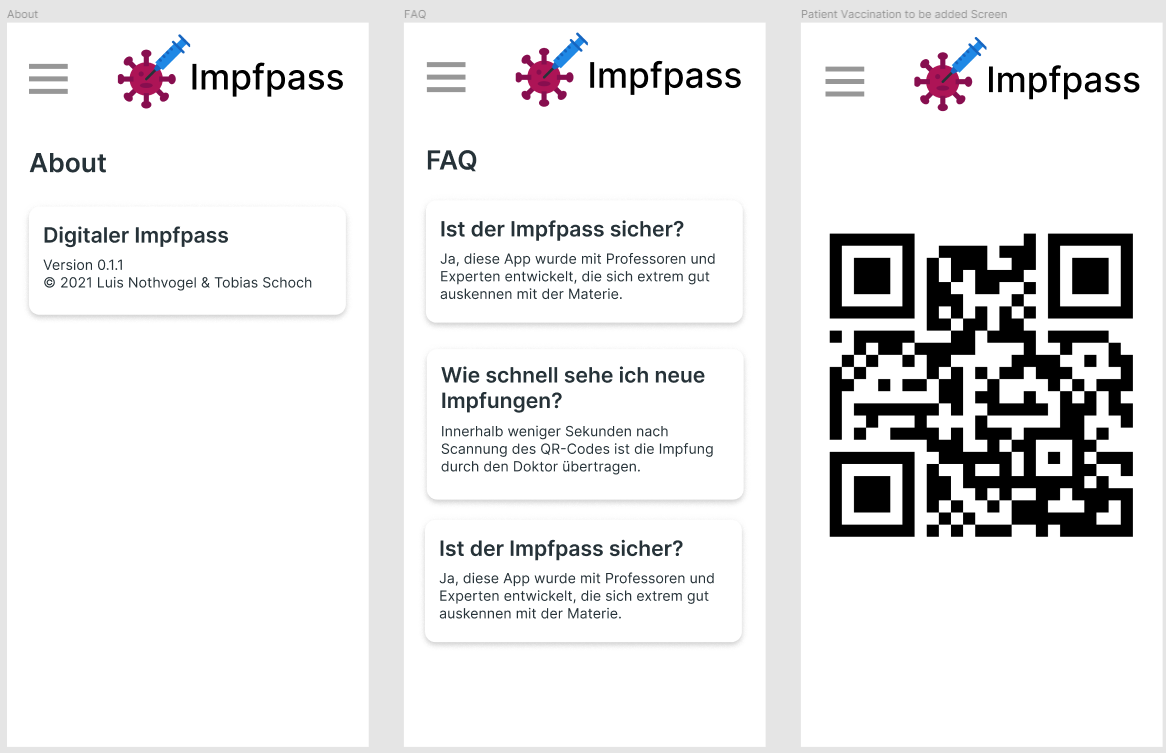 About
Impfpass
About
Digitaler Impfpass
Version 0.1.1
© 2021 Luis Nothvogel & Tobias Schoch
FAQ
Impfpass
FAQ
Ist der Impfpass sicher?
Ja, diese App wurde mit Professoren und
Experten entwickelt, die sich extrem gut
auskennen mit der Materie.
Wie schnell sehe ich neue
Impfungen?
Innerhalb weniger Sekunden nach
Scannung des QR-Codes ist die Impfung
durch den Doktor übertragen.
Ist der Impfpass sicher?
Ja, diese App wurde mit Professoren und
Experten entwickelt, die sich extrem gut
auskennen mit der Materie.
Patient Vaccination to be added Screen
Impfpass